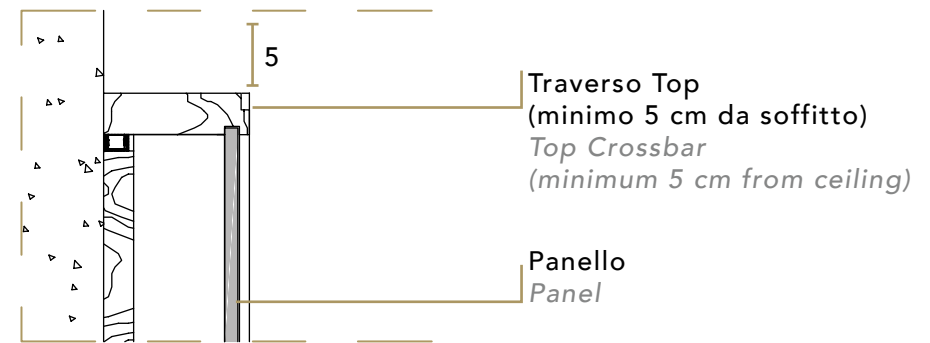 5
Traverso Top
(minimo 5 cm da soffitto)
Top Crossbar
(minimum 5 cm from ceiling)
Panello
Panel